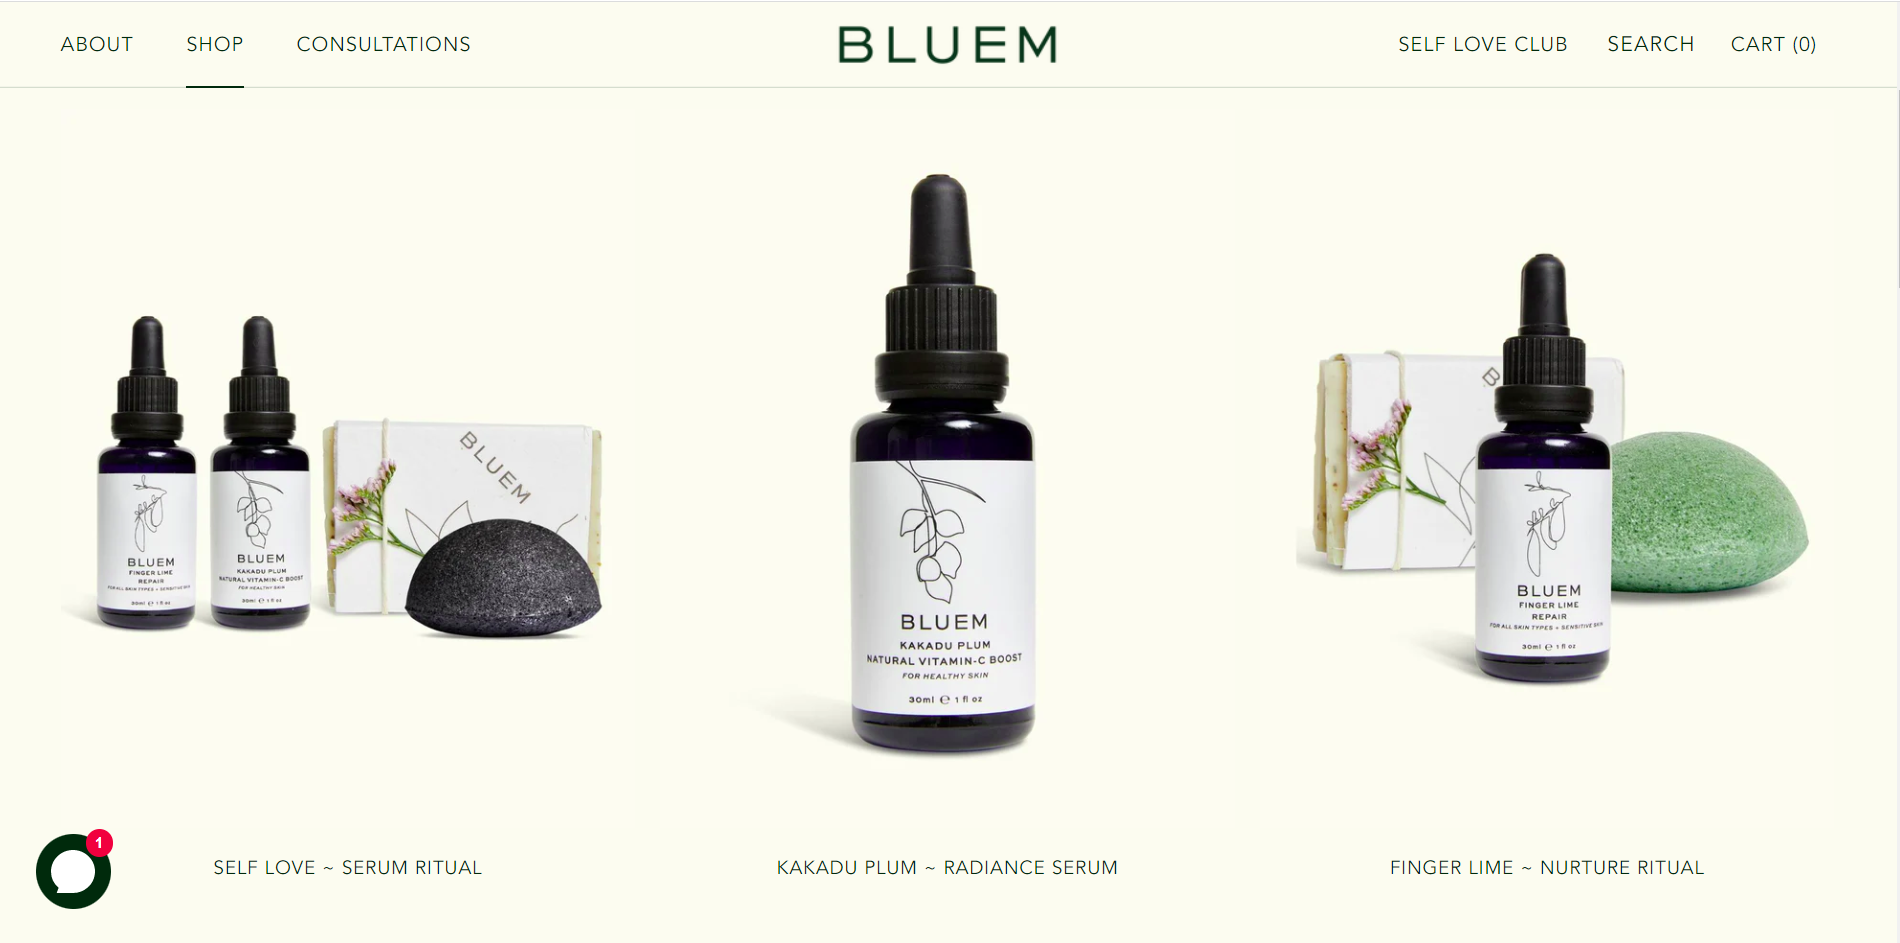 ABOUT
SHOP
CONSULTATIONS
BLUEM
SELF LOVE CLUB
SEARCH
CART (0)
BLUEM
FINGER LIME
REPAIR
FOR ALL SKIN TYPES + SENSITIVE SKIN
30ml ℮ 1 fl oz
BLUEM
KAKADU PLUM
NATURAL VITAMIN-C BOOST
FOR HEALTHY SKIN
30ml ℮ 1 fl oz
BLUEM
BLUEM
KAKADU PLUM
NATURAL VITAMIN-C BOOST
FOR HEALTHY SKIN
30ml ℮ 1 fl oz
B
BLUEM
FINGER LIME
REPAIR
FOR ALL SKIN TYPES + SENSITIVE SKIN
30ml ℮ 1 fl oz
1
SELF LOVE ~ SERUM RITUAL
KAKADU PLUM ~ RADIANCE SERUM
FINGER LIME ~ NURTURE RITUAL